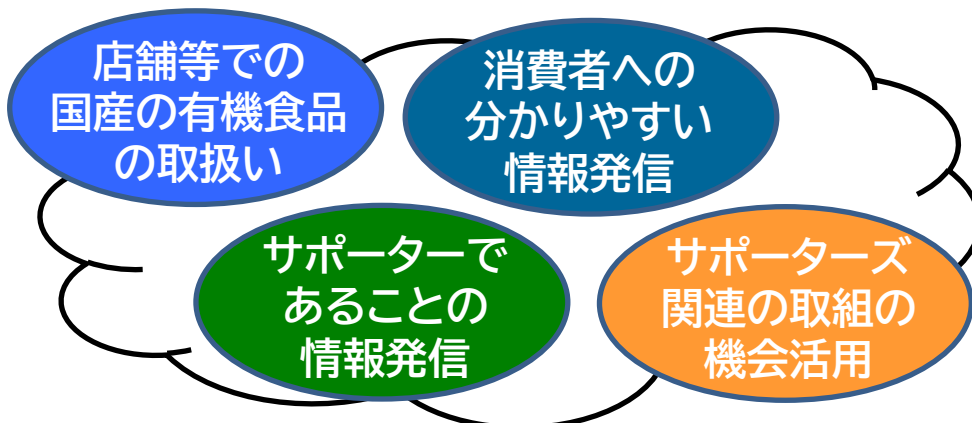 店舗等での
国産の有機食品
の取扱い
消費者への
分かりやすい
情報発信
サポーターで
あることの
情報発信
サポーターズ
関連の取組の
機会活用